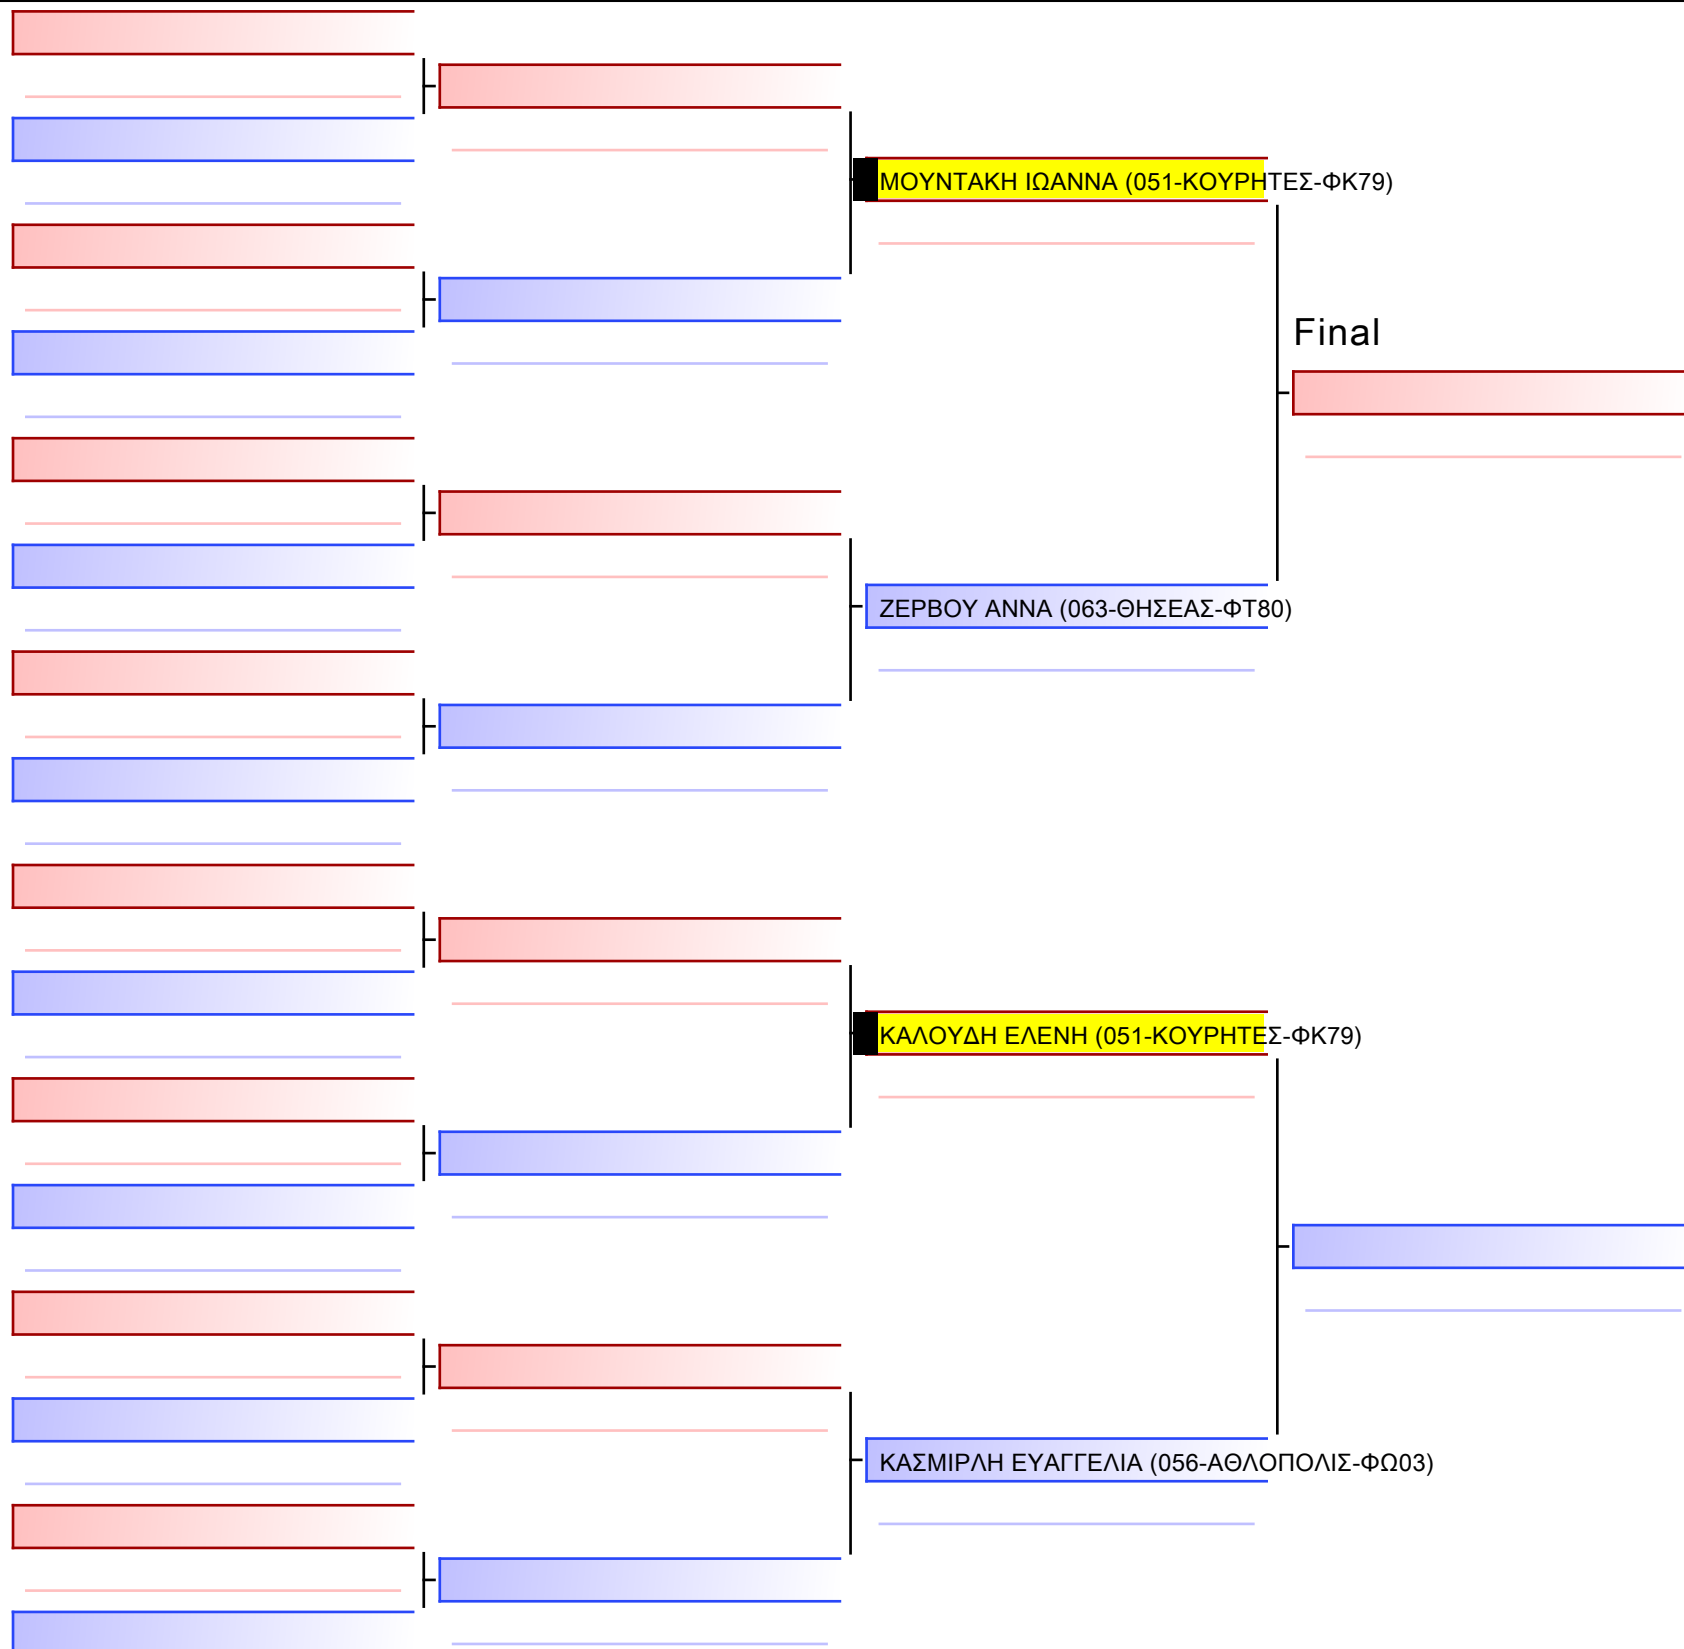 ΜΟΥΝΤΑΚΗ ΙΩΑΝΝΑ (051-ΚΟΥΡΗΤΕΣ-ΦΚ79)
Final
ΖΕΡΒΟΥ ΑΝΝΑ (063-ΘΗΣΕΑΣ-ΦΤ80)
ΚΑΛΟΥΔΗ ΕΛΕΝΗ (051-ΚΟΥΡΗΤΕΣ-ΦΚ79)
ΚΑΣΜΙΡΛΗ ΕΥΑΓΓΕΛΙΑ (056-ΑΘΛΟΠΟΛΙΣ-ΦΩ03)